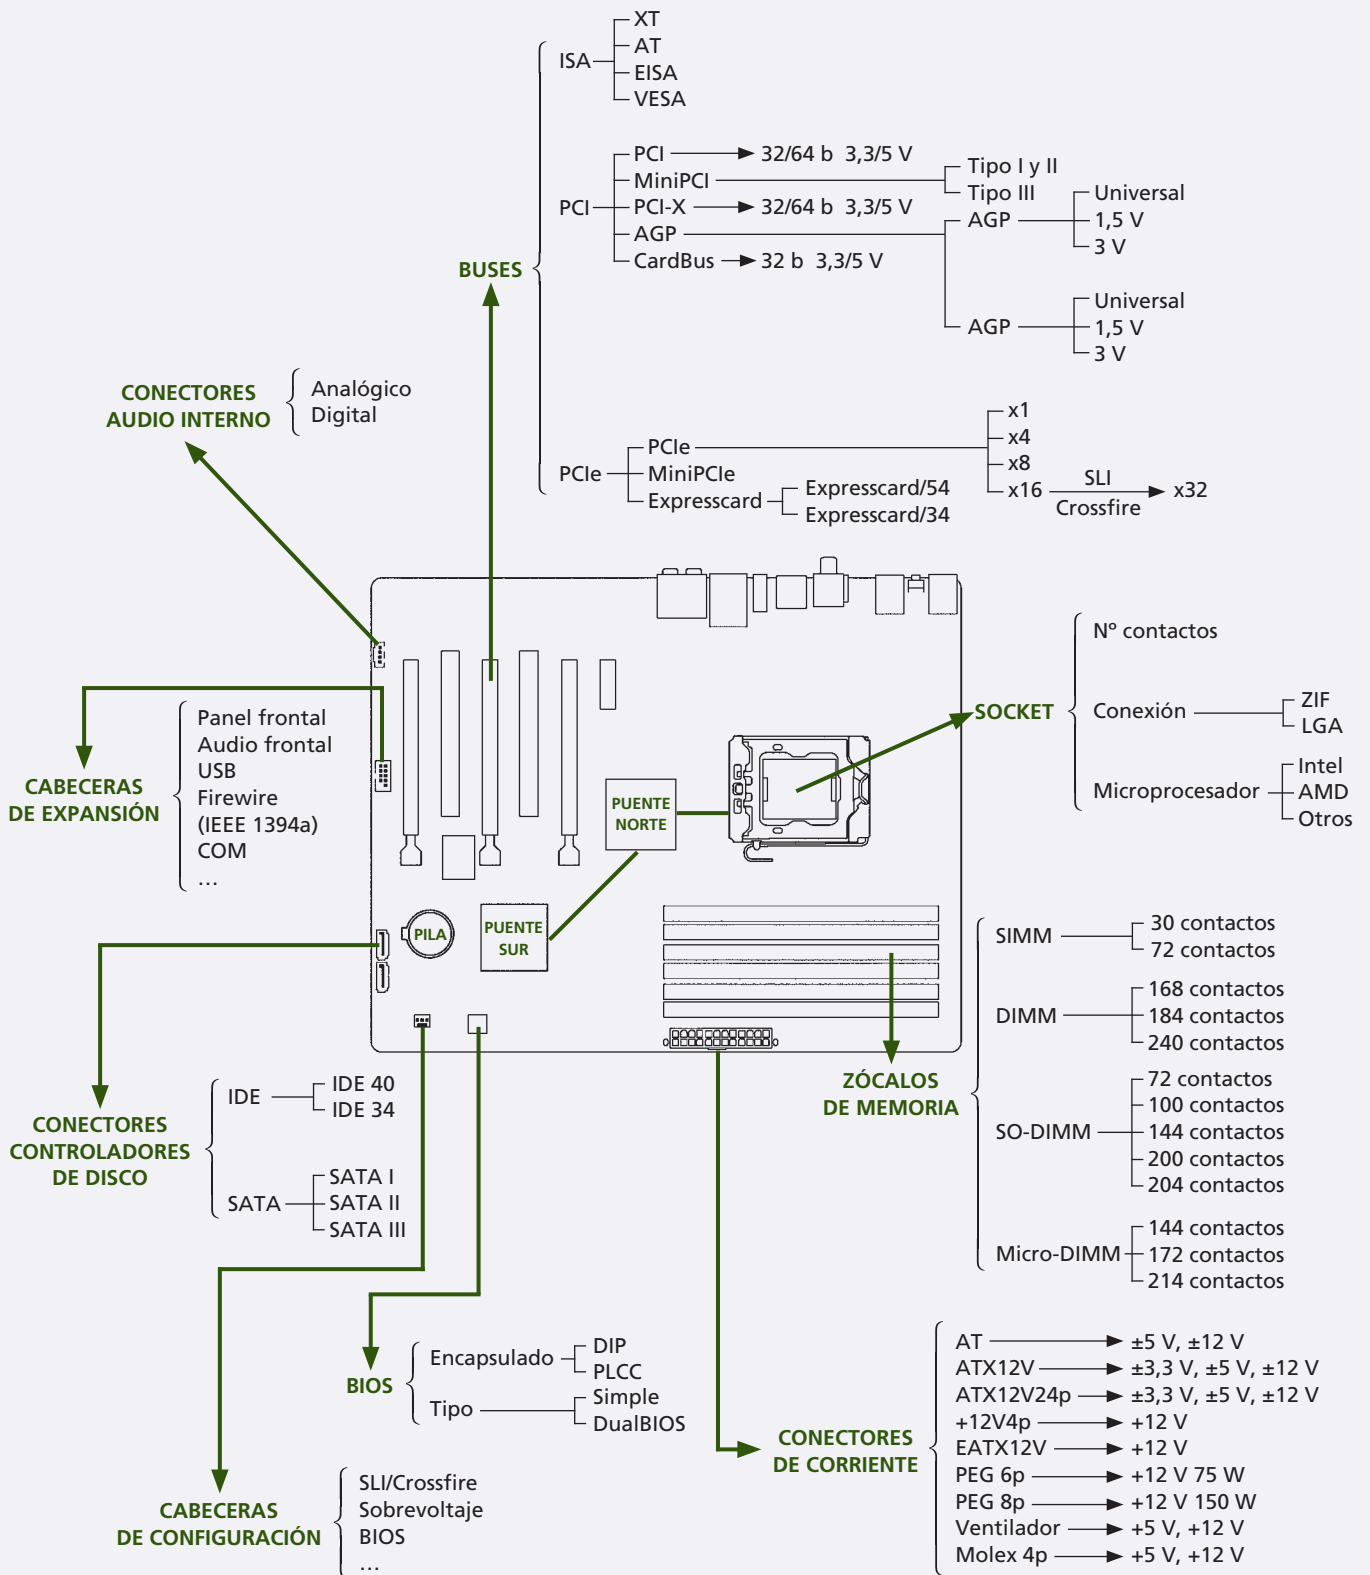 BUSES
ISA
XT
AT
EISA
VESA
PCI
PCI 32/64 b 3,3/5 V
MiniPCI
Tipo I y II
Tipo III
PCI-X 32/64 b 3,3/5 V
AGP
AGP
Universal
1,5 V
3 V
AGP
Universal
1,5 V
3 V
CardBus 32 b 3,3/5 V
PCIe
PCIe
x1
x4
x8
x16 SLI x32
Crossfire
MiniPCIe
Expresscard
Expresscard/54
Expresscard/34
CONECTORES
AUDIO INTERNO
Analógico
Digital
CABECERAS
DE EXPANSIÓN
Panel frontal
Audio frontal
USB
Firewire
(IEEE 1394a)
COM
...
PUENTE
NORTE
PUENTE
SUR
PILA
SOCKET
Nº contactos
Conexión
ZIF
LGA
Microprocesador
Intel
AMD
Otros
ZÓCALOS
DE MEMORIA
SIMM
30 contactos
72 contactos
DIMM
168 contactos
184 contactos
240 contactos
SO-DIMM
72 contactos
100 contactos
144 contactos
200 contactos
204 contactos
Micro-DIMM
144 contactos
172 contactos
214 contactos
CONECTORES
CONTROLADORES
DE DISCO
IDE
IDE 40
IDE 34
SATA
SATA I
SATA II
SATA III
BIOS
Encapsulado
DIP
PLCC
Tipo
Simple
DualBIOS
CABECERAS
DE CONFIGURACIÓN
SLI/Crossfire
Sobrevoltaje
BIOS
...
CONECTORES
DE CORRIENTE
AT ±5 V, ±12 V
ATX12V ±3,3 V, ±5 V, ±12 V
ATX12V24p ±3,3 V, ±5 V, ±12 V
+12V4p +12 V
EATX12V +12 V
PEG 6p +12 V 75 W
PEG 8p +12 V 150 W
Ventilador +5 V, +12 V
Molex 4p +5 V, +12 V